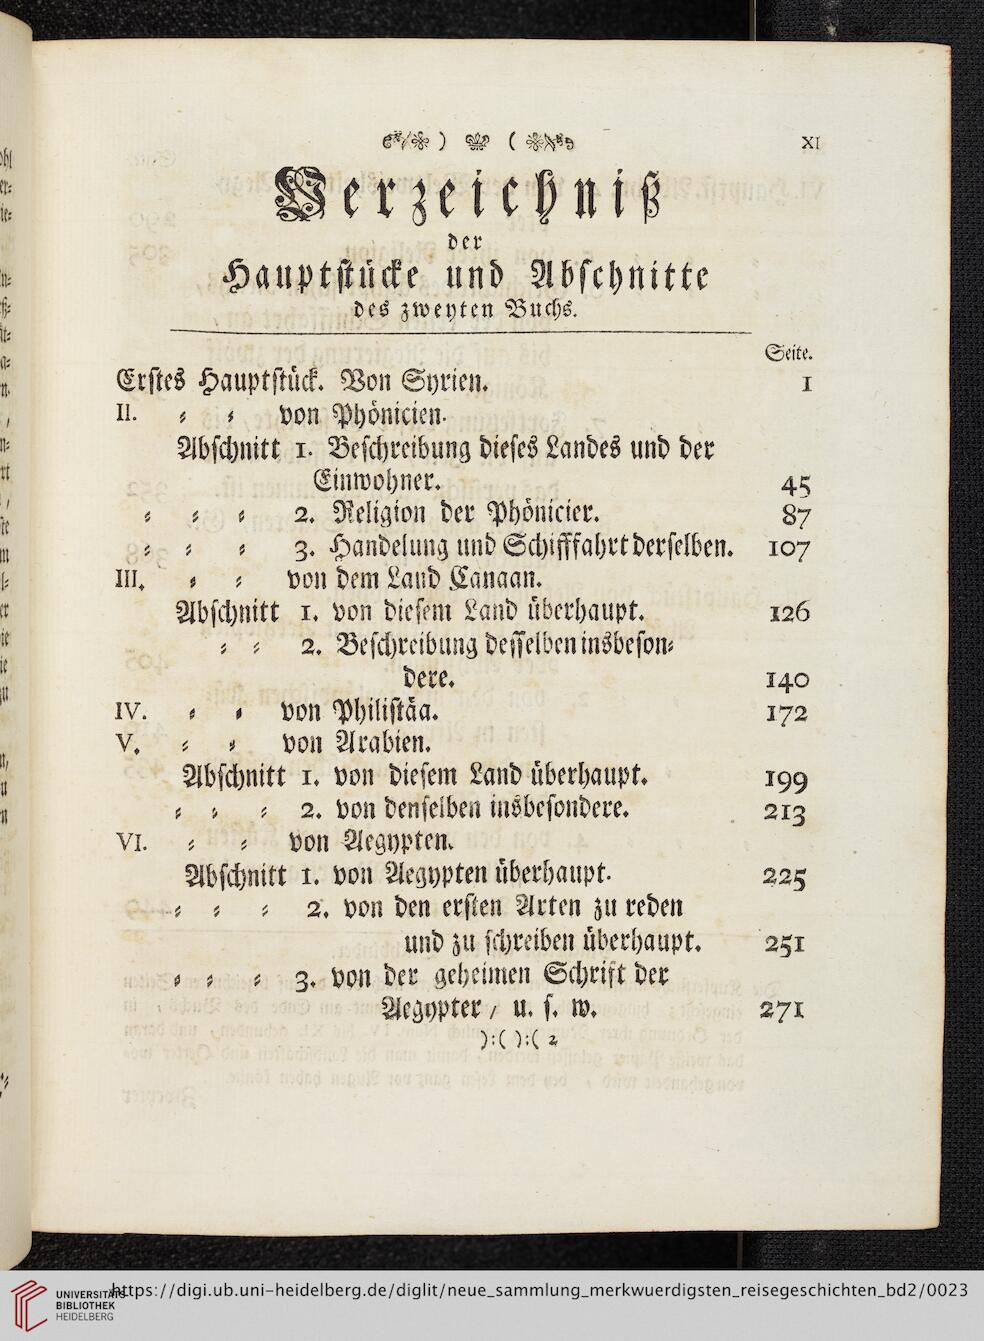 ) ( XI
Verzeichniß
der
Hauptstücke und Abschnitte
des zweyten Buchs.
Seite.
Erstes Hauptstück. Von Syrien. 1
II. ⸗ ⸗ von Phönicien.
Abschnitt 1. Beschreibung dieses Landes und der
Einwohner. 45
⸗ ⸗ ⸗ 2. Religion der Phönicier. 87
⸗ ⸗ ⸗ 3. Handelung und Schifffahrt derselben. 107
III. ⸗ ⸗ von dem Land Canaan.
Abschnitt 1. von diesem Land überhaupt. 126
⸗ ⸗ 2. Beschreibung desselben insbeson⸗
dere. 140
IV. ⸗ ⸗ von Philistäa. 172
V. ⸗ ⸗ von Arabien.
Abschnitt 1. von diesem Land überhaupt. 199
⸗ ⸗ ⸗ 2. von denselben insbesondere. 213
VI. ⸗ ⸗ von Aegypten.
Abschnitt 1. von Aegypten überhaupt. 225
⸗ ⸗ ⸗ 2. von den ersten Arten zu reden
und zu schreiben überhaupt. 251
⸗ ⸗ ⸗ 3. von der geheimen Schrift der
Aegypter, u. s. w. 271
):( ):( 2
UNIVERSITÄTS
BIBLIOTHEK
HEIDELBERG
https://digi.ub.uni-heidelberg.de/diglit/neue_sammlung_merkwuerdigsten_reisegeschichten_bd2/0023